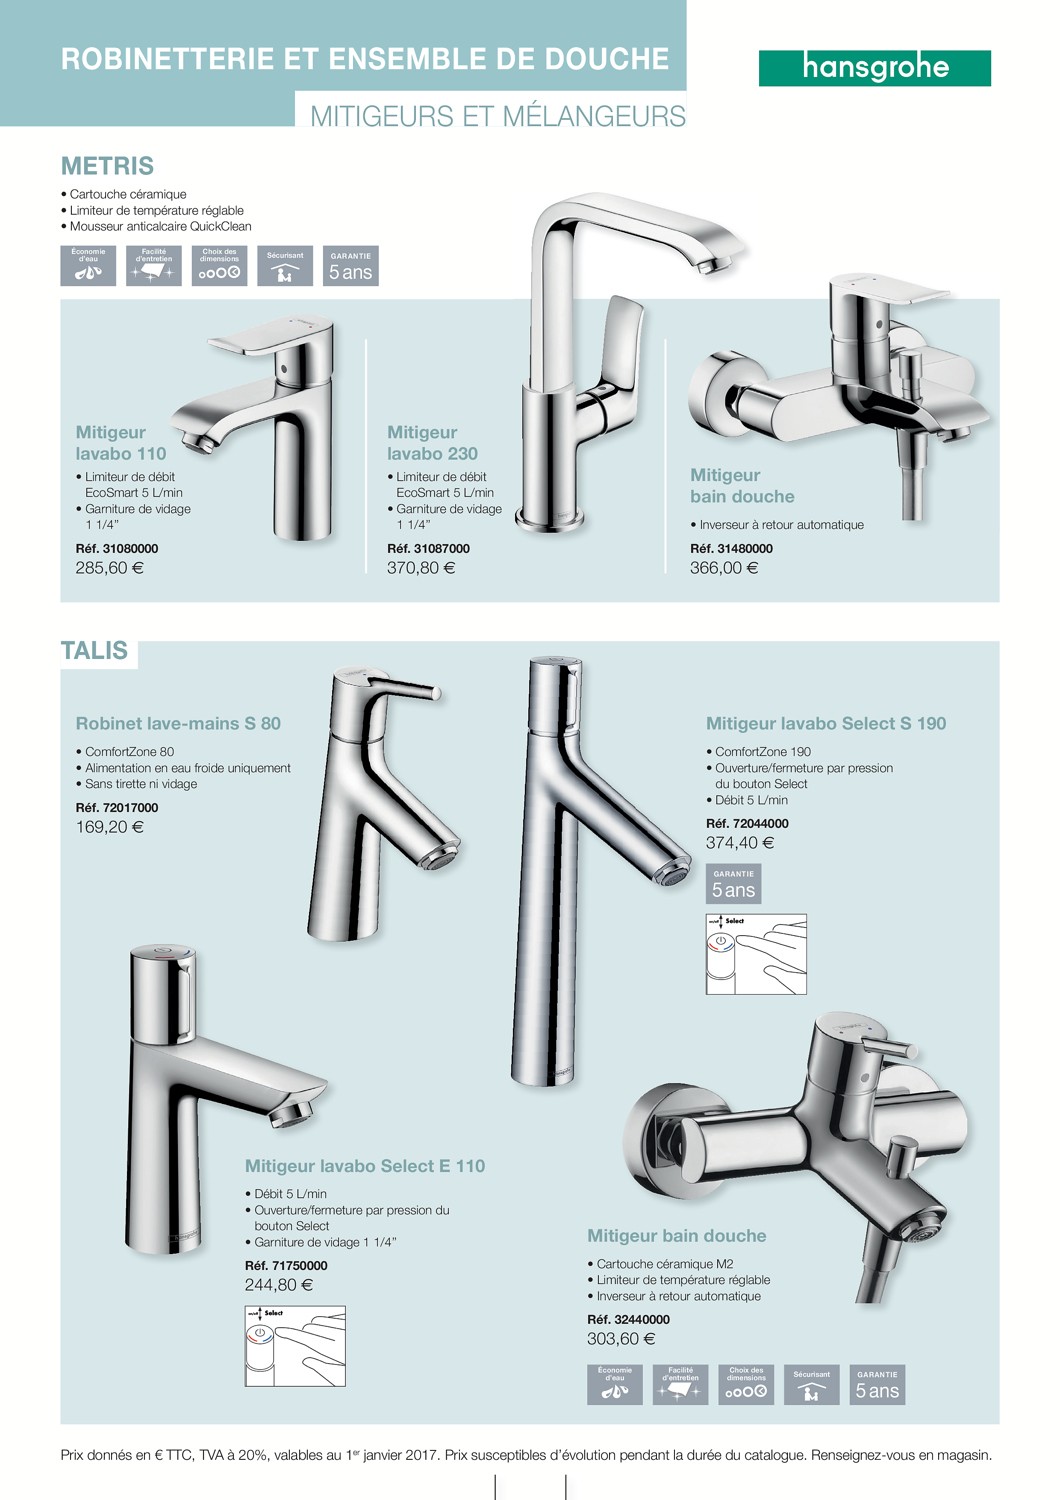 ROBINETTERIE ET ENSEMBLE DE DOUCHE
hansgrohe
MITIGEURS ET MÉLANGEURS
METRIS
• Cartouche céramique
• Limiteur de température réglable
• Mousseur anticalcaire QuickClean
Économie
d'eau
Facilité
d'entretien
Choix des
dimensions
Sécurisant
GARANTIE
5 ans
Mitigeur
lavabo 110
• Limiteur de débit
EcoSmart 5 L/min
• Garniture de vidage
1 1/4”
Réf. 31080000
285,60 €
Mitigeur
lavabo 230
• Limiteur de débit
EcoSmart 5 L/min
• Garniture de vidage
1 1/4”
Réf. 31087000
370,80 €
Mitigeur
bain douche
• Inverseur à retour automatique
Réf. 31480000
366,00 €
TALIS
Robinet lave-mains S 80
• ComfortZone 80
• Alimentation en eau froide uniquement
• Sans tirette ni vidage
Réf. 72017000
169,20 €
Mitigeur lavabo Select S 190
• ComfortZone 190
• Ouverture/fermeture par pression
du bouton Select
• Débit 5 L/min
Réf. 72044000
374,40 €
GARANTIE
5 ans
on/off Select
Mitigeur lavabo Select E 110
• Débit 5 L/min
• Ouverture/fermeture par pression du
bouton Select
• Garniture de vidage 1 1/4”
Réf. 71750000
244,80 €
on/off Select
Mitigeur bain douche
• Cartouche céramique M2
• Limiteur de température réglable
• Inverseur à retour automatique
Réf. 32440000
303,60 €
Économie
d'eau
Facilité
d'entretien
Choix des
dimensions
Sécurisant
GARANTIE
5 ans
Prix donnés en € TTC, TVA à 20%, valables au 1er janvier 2017. Prix susceptibles d’évolution pendant la durée du catalogue. Renseignez-vous en magasin.